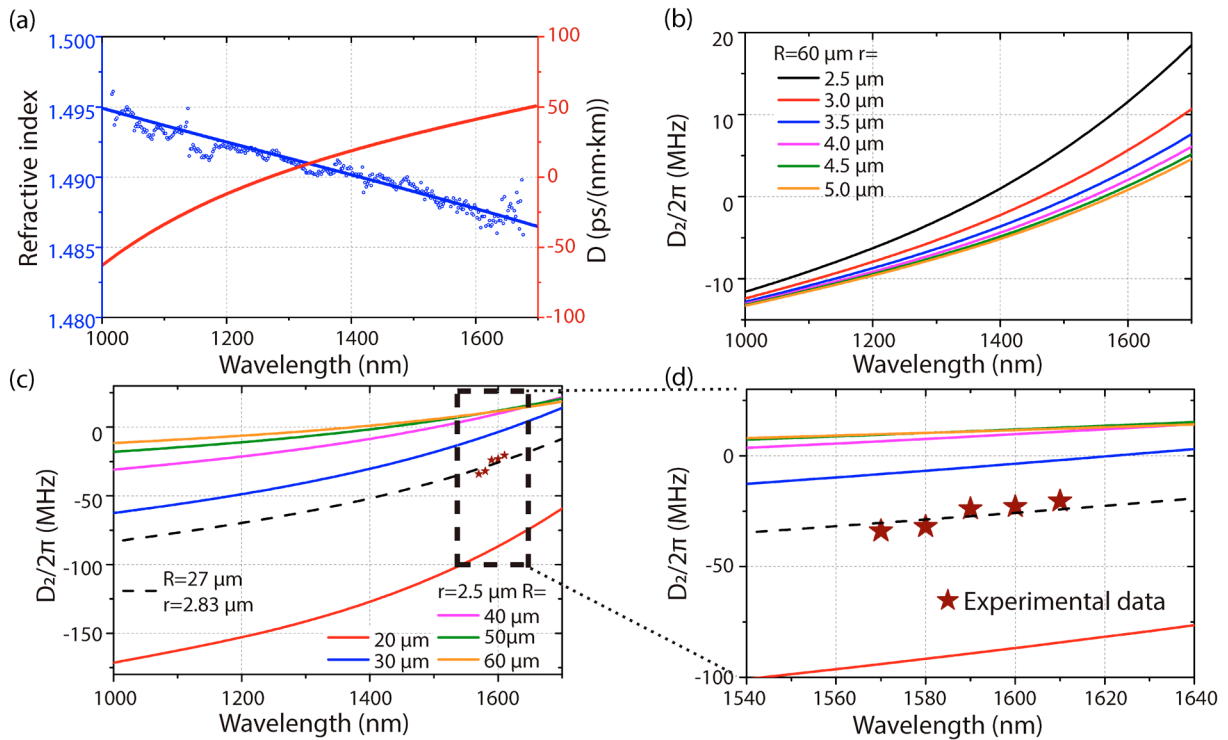 (a)
Refractive index
1.500
1.495
1.490
1.485
1.480
100
50
0
-50
-100
D (ps/(nm·km))
1000
1200
1400
1600
Wavelength (nm)
(b)
D₂/2π (MHz)
20
10
0
-10
R=60 μm r=
2.5 μm
3.0 μm
3.5 μm
4.0 μm
4.5 μm
5.0 μm
1000
1200
1400
1600
Wavelength (nm)
(c)
D₂/2π (MHz)
0
-50
-100
-150
R=27 μm
r=2.83 μm
r=2.5 μm R=
40 μm
20 μm
50μm
30 μm
60 μm
1000
1200
1400
1600
Wavelength (nm)
(d)
D₂/2π (MHz)
0
-50
-100
Experimental data
1540
1560
1580
1600
1620
1640
Wavelength (nm)